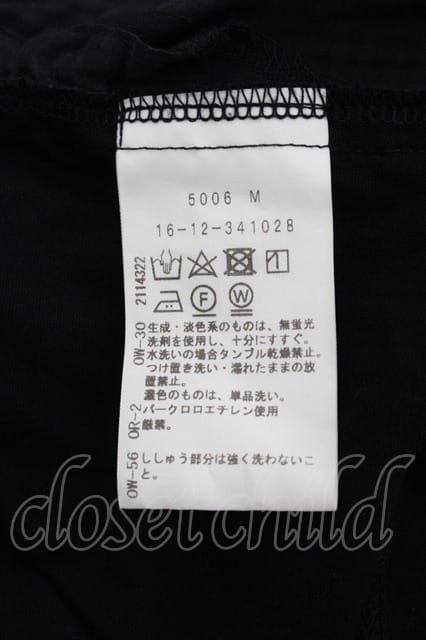 5006 M
16-12-341028
F
W
2114322
OW-30
生成・淡色系のものは、無蛍光
洗剤を使用し、十分にすすぐ。
水洗いの場合タンブル乾燥禁止。
つけ置き洗い・濡れたままの放
置禁止。
濃色のものは、単品洗い。
OR-2
パークロロエチレン使用
厳禁。
OW-56
ししゅう部分は強く洗わないこ
と。
closet child